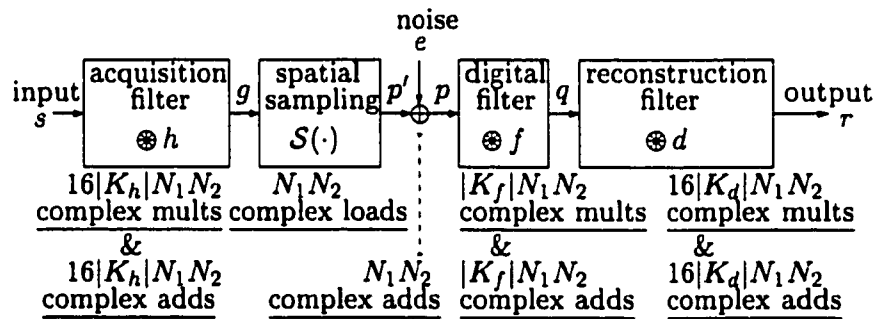 noise
e
input
s
acquisition
filter
⊛ h
g
spatial
sampling
S(·)
p'
p
digital
filter
⊛ f
q
reconstruction
filter
⊛ d
output
r
16|K_h|N_1N_2
complex mults
&
16|K_h|N_1N_2
complex adds
N_1N_2
complex loads
N_1N_2
complex adds
|K_f|N_1N_2
complex mults
&
|K_f|N_1N_2
complex adds
16|K_d|N_1N_2
complex mults
&
16|K_d|N_1N_2
complex adds